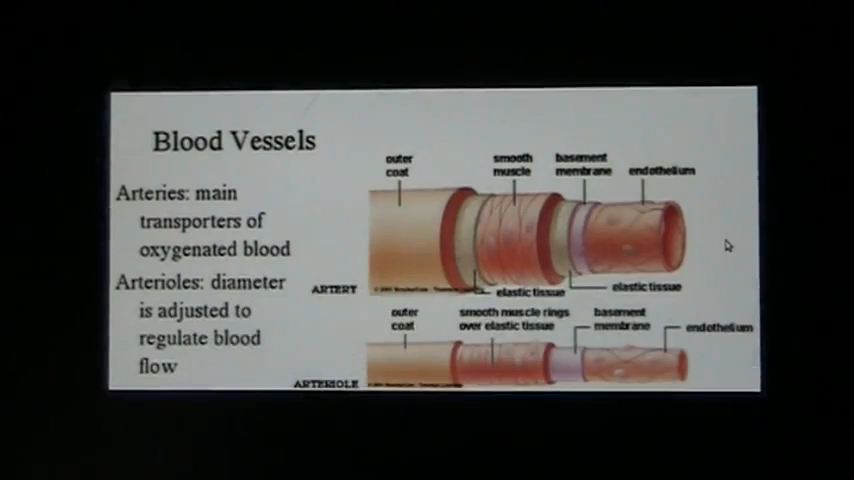 Blood Vessels
Arteries: main
transporters of
oxygenated blood
Arterioles: diameter
is adjusted to
regulate blood
flow
outer
coat
smooth
muscle
basement
membrane
endothelium
ARTERY
elastic tissue
elastic tissue
outer
coat
smooth muscle rings
over elastic tissue
basement
membrane
endothelium
ARTERIOLE